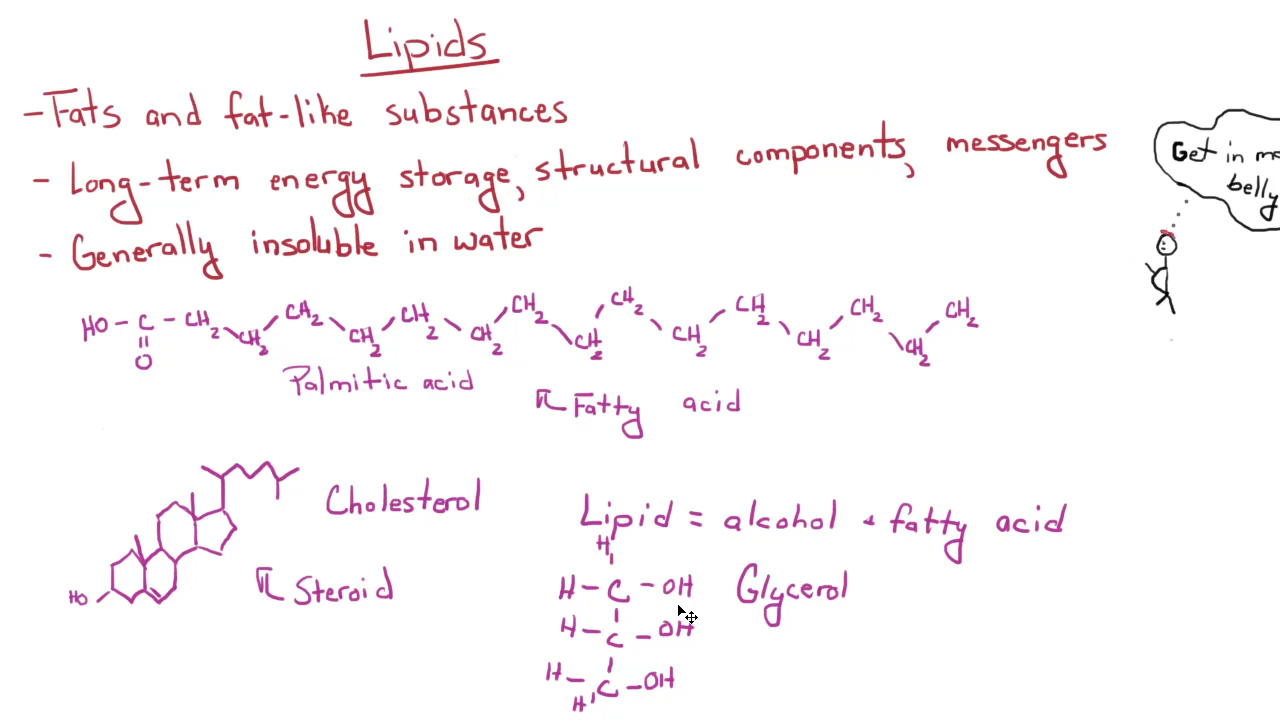 Lipids
- Fats and fat-like substances
- Long-term energy storage, structural components, messengers
- Generally insoluble in water
Get in
belly
HO - C - CH2 CH2 CH2 CH2 CH2 CH2 CH2 CH2 CH2 CH2 CH2 CH2 CH2 CH2 CH2
O
Palmitic acid
Fatty acid
Cholesterol
HO
Steroid
Lipid = alcohol + fatty acid
H
H - C - OH Glycerol
H - C - OH
H - C - OH
H